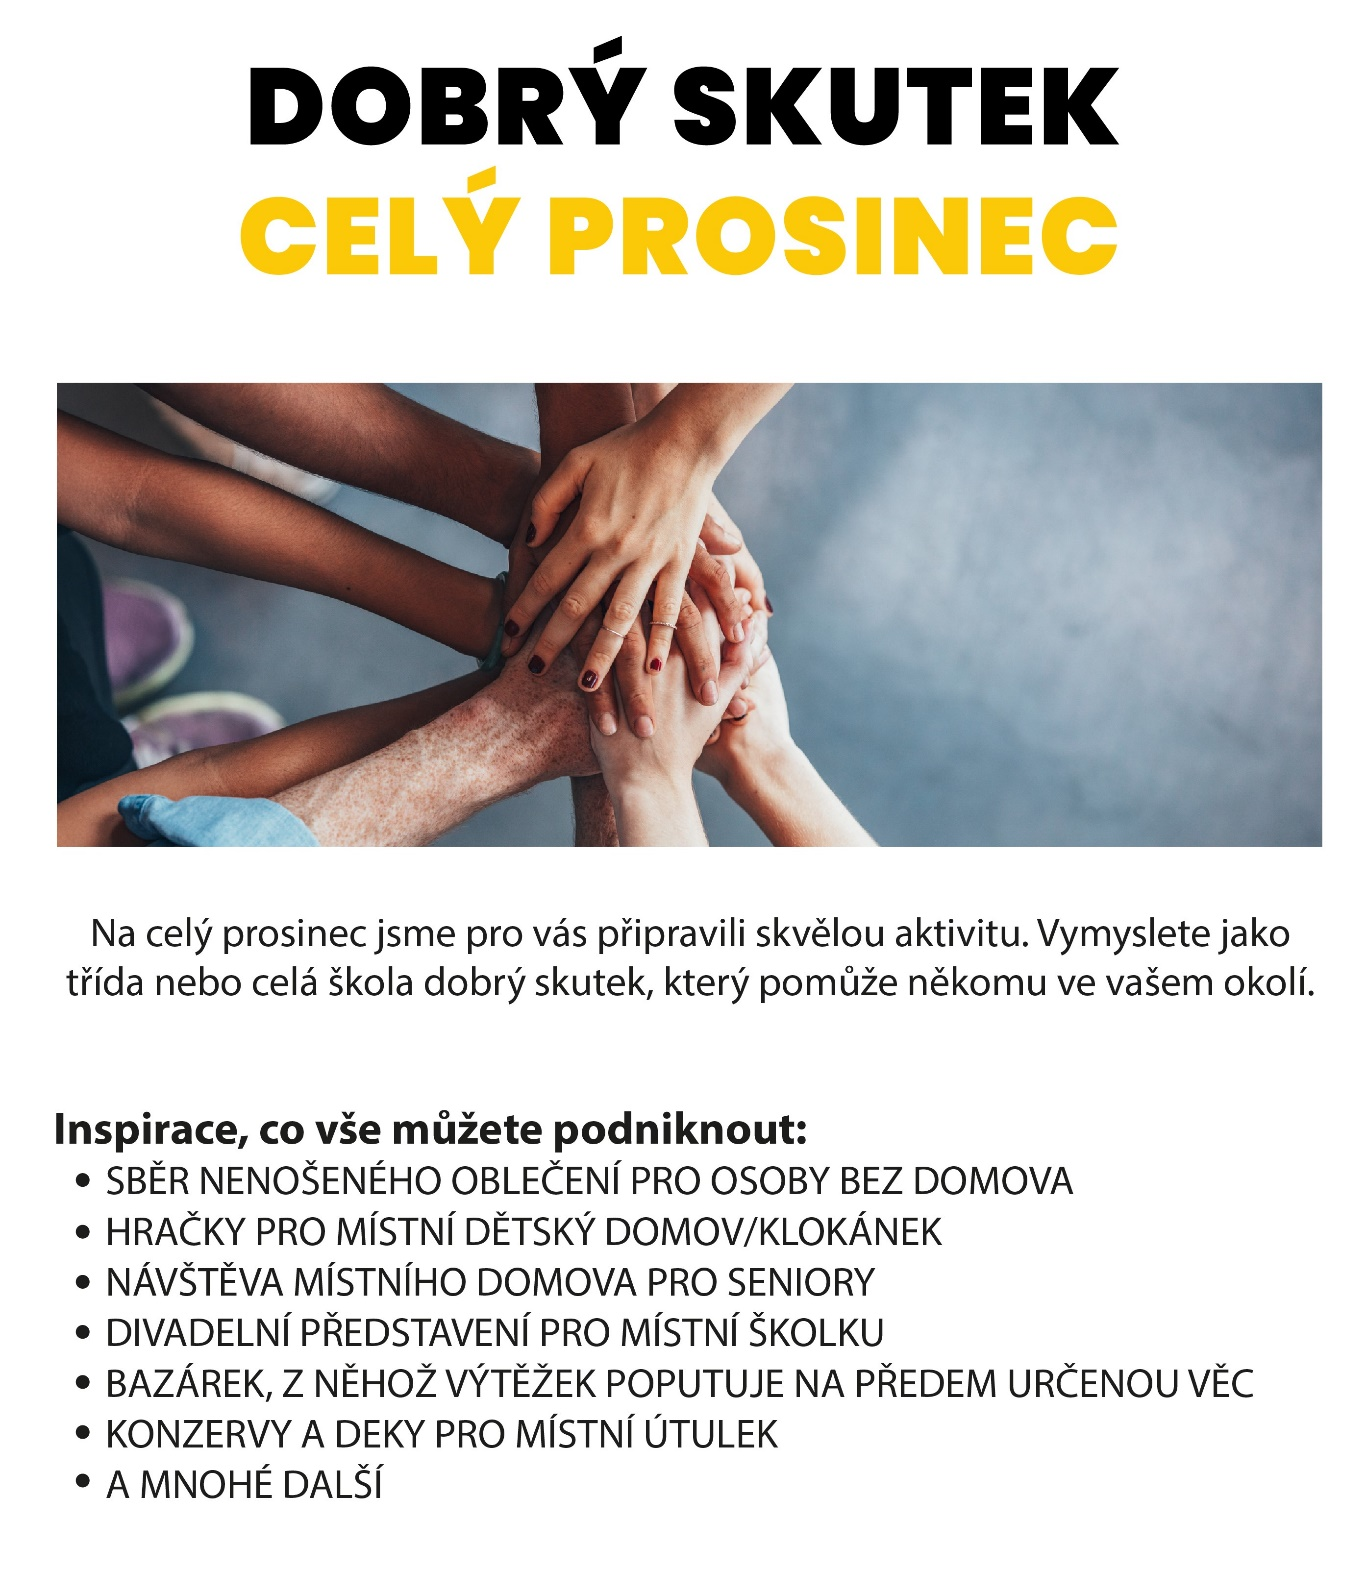 DOBRÝ SKUTEK
CELÝ PROSINEC
Na celý prosinec jsme pro vás připravili skvělou aktivitu. Vymyslete jako
třída nebo celá škola dobrý skutek, který pomůže někomu ve vašem okolí.
Inspirace, co vše můžete podniknout:
• SBĚR NENOŠENÉHO OBLEČENÍ PRO OSOBY BEZ DOMOVA
• HRAČKY PRO MÍSTNÍ DĚTSKÝ DOMOV/KLOKÁNEK
• NÁVŠTĚVA MÍSTNÍHO DOMOVA PRO SENIORY
• DIVADELNÍ PŘEDSTAVENÍ PRO MÍSTNÍ ŠKOLKU
• BAZÁREK, Z NĚHOŽ VÝTĚŽEK POPUTUJE NA PŘEDEM URČENOU VĚC
• KONZERVY A DEKY PRO MÍSTNÍ ÚTULEK
• A MNOHÉ DALŠÍ